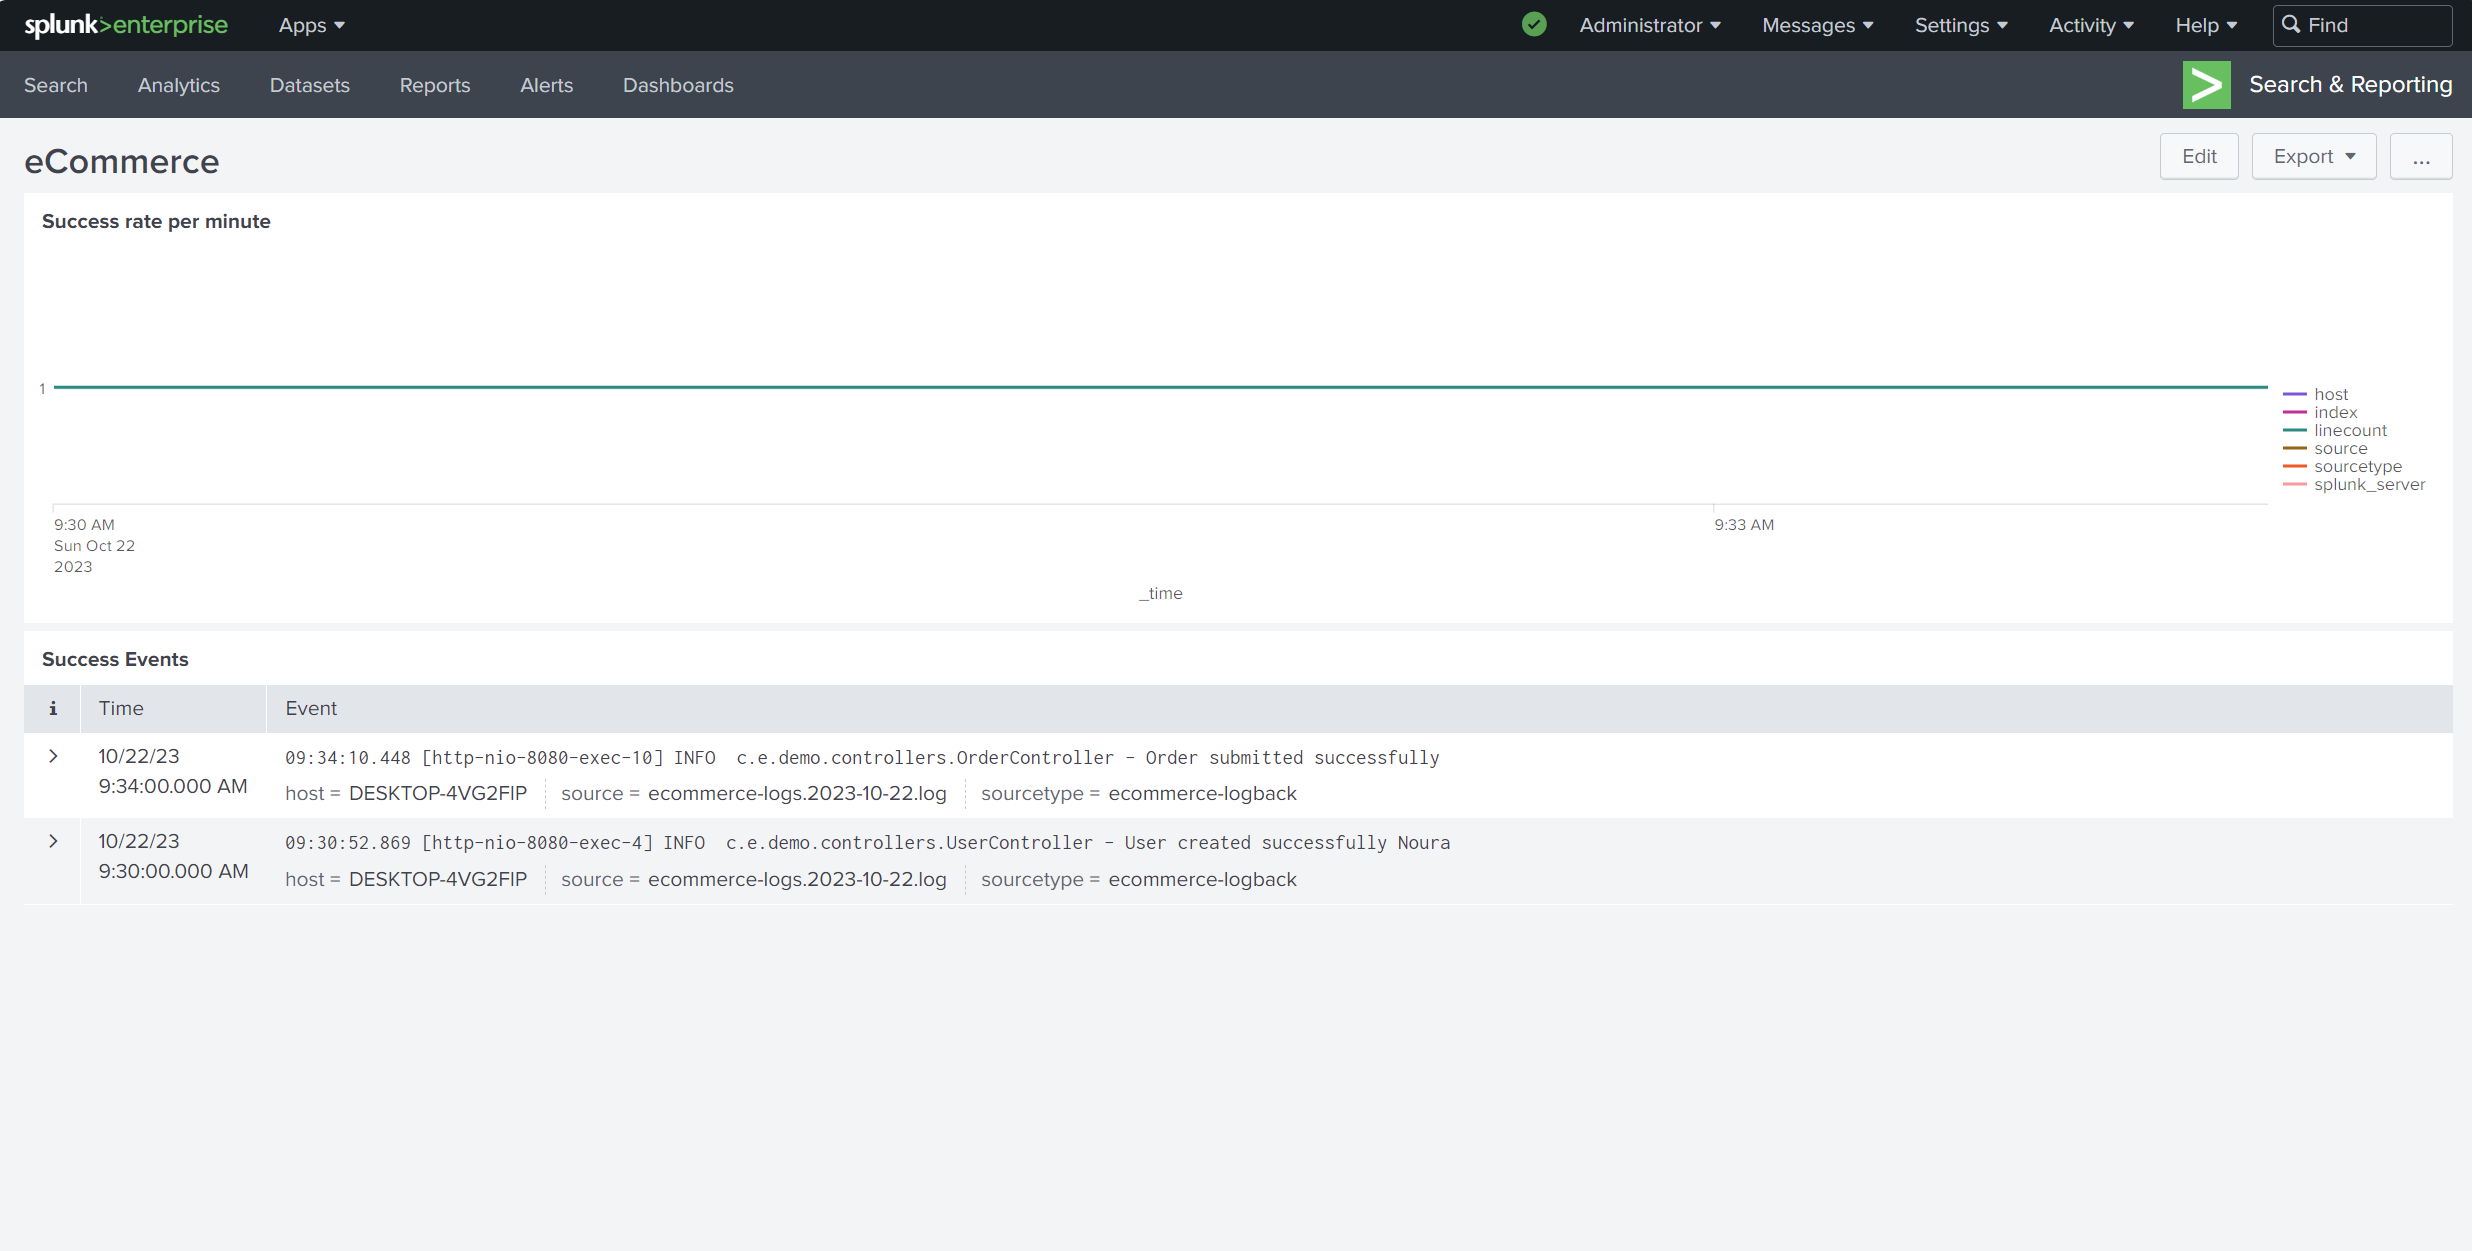 splunk>enterprise Apps Administrator Messages Settings Activity Help Find
Search Analytics Datasets Reports Alerts Dashboards Search & Reporting
eCommerce Edit Export ...
Success rate per minute
1
host
index
linecount
source
sourcetype
splunk_server
9:30 AM 9:33 AM
Sun Oct 22
2023
_time
Success Events
i Time Event
10/22/23 09:34:10.448 [http-nio-8080-exec-10] INFO  c.e.demo.controllers.OrderController - Order submitted successfully
9:34:00.000 AM host = DESKTOP-4VG2FIP source = ecommerce-logs.2023-10-22.log sourcetype = ecommerce-logback
10/22/23 09:30:52.869 [http-nio-8080-exec-4] INFO  c.e.demo.controllers.UserController - User created successfully Noura
9:30:00.000 AM host = DESKTOP-4VG2FIP source = ecommerce-logs.2023-10-22.log sourcetype = ecommerce-logback